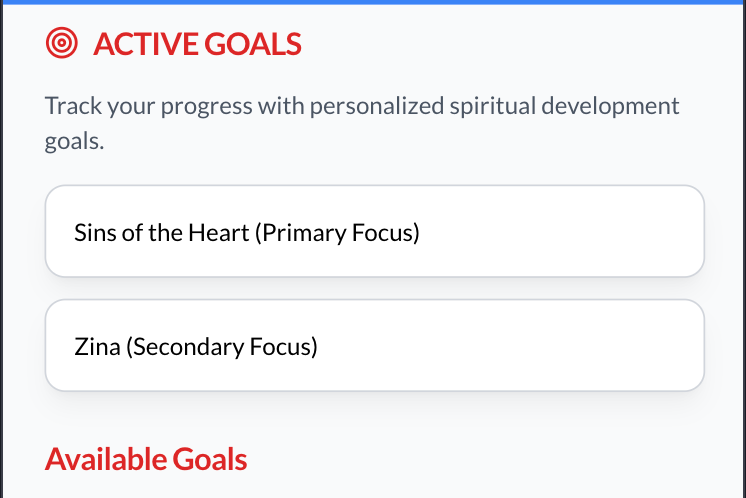 ACTIVE GOALS
Track your progress with personalized spiritual development
goals.
Sins of the Heart (Primary Focus)
Zina (Secondary Focus)
Available Goals